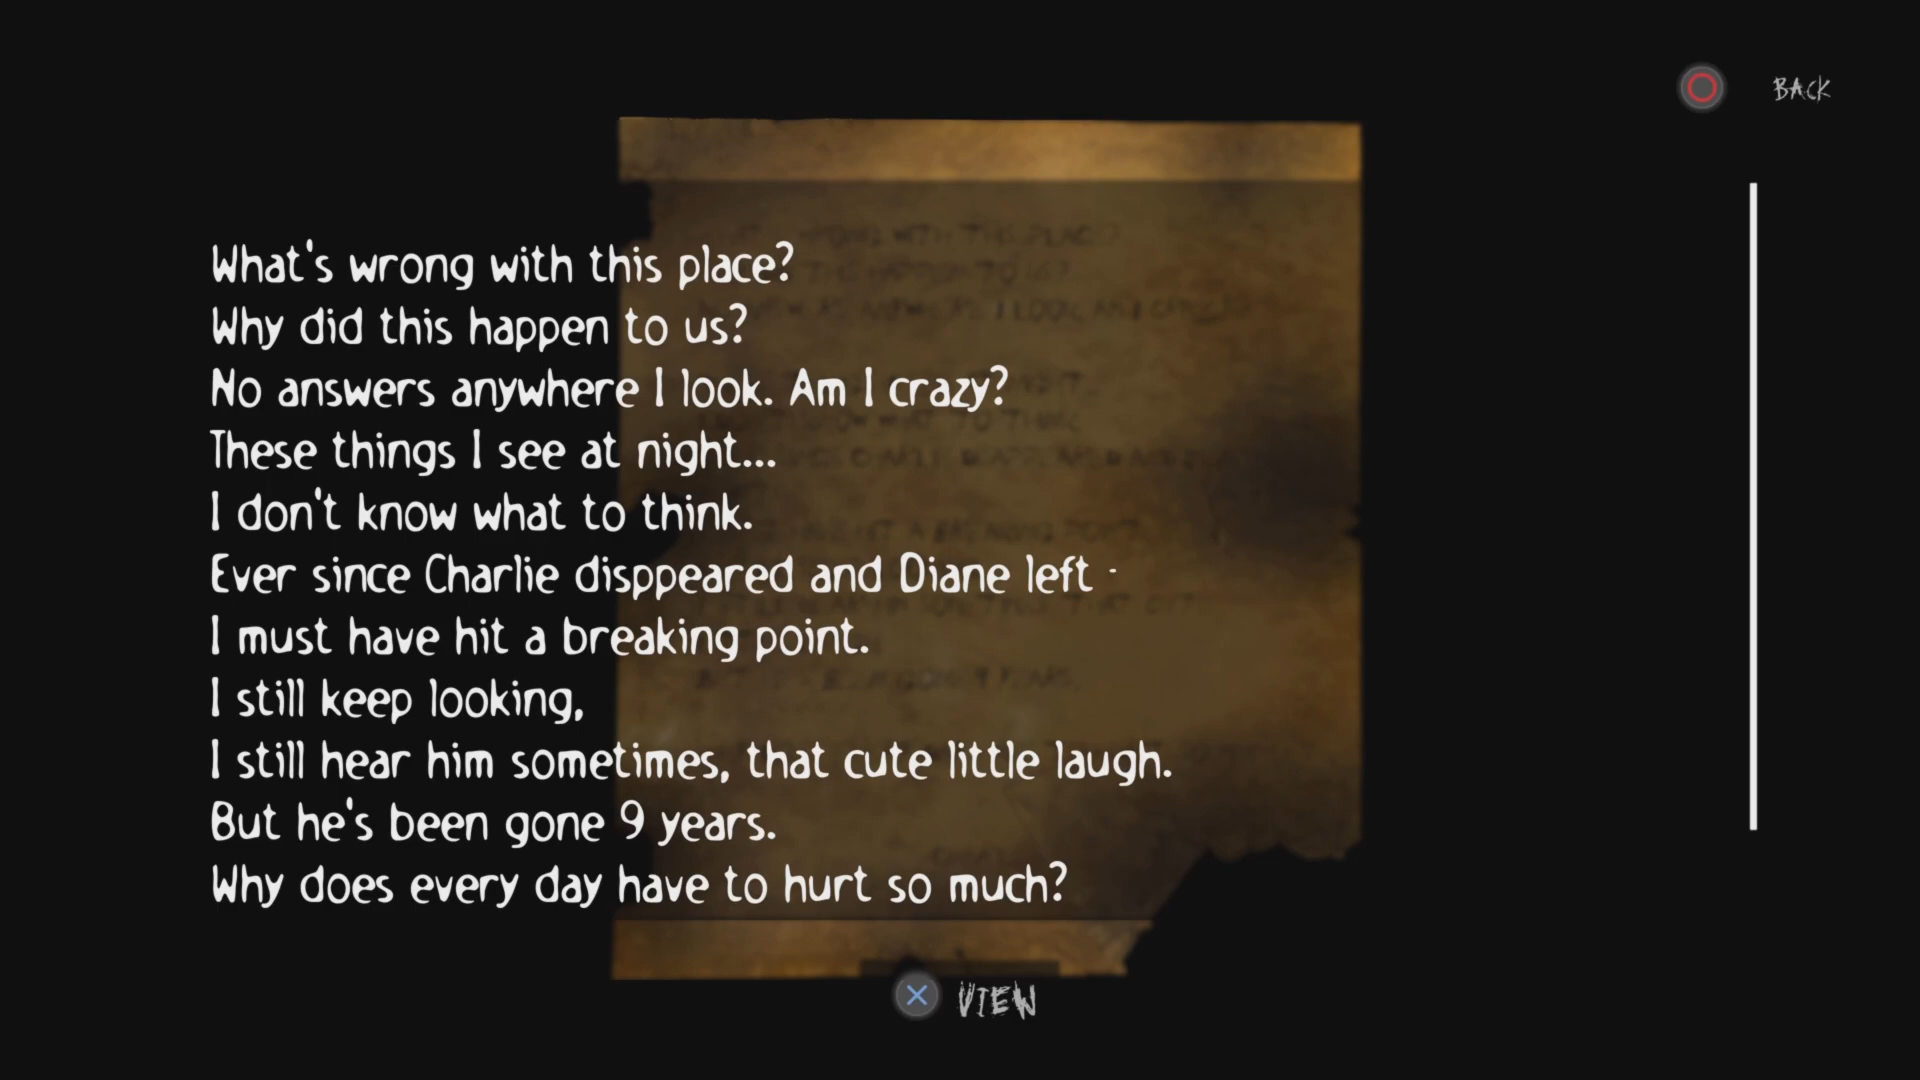 BACK
What's wrong with this place?
Why did this happen to us?
No answers anywhere I look. Am I crazy?
These things I see at night...
I don't know what to think.
Ever since Charlie disppeared and Diane left -
I must have hit a breaking point.
I still keep looking,
I still hear him sometimes, that cute little laugh.
But he's been gone 9 years.
Why does every day have to hurt so much?
VIEW